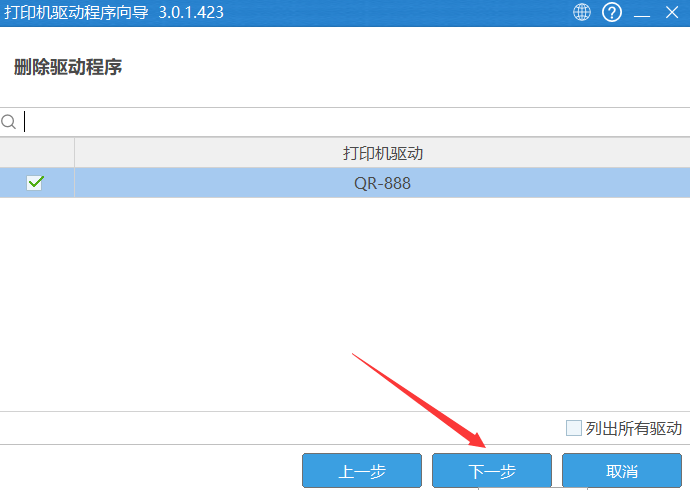 打印机驱动程序向导 3.0.1.423
删除驱动程序
打印机驱动
QR-888
列出所有驱动
上一步 下一步 取消